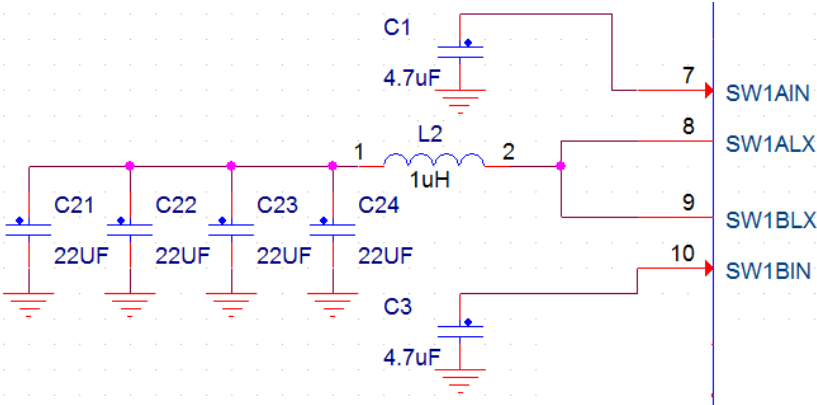 C1
4.7uF
7
SW1AIN
8
SW1ALX
1
L2
2
1uH
C21
C22
C23
C24
22UF
22UF
22UF
22UF
9
SW1BLX
10
SW1BIN
C3
4.7uF